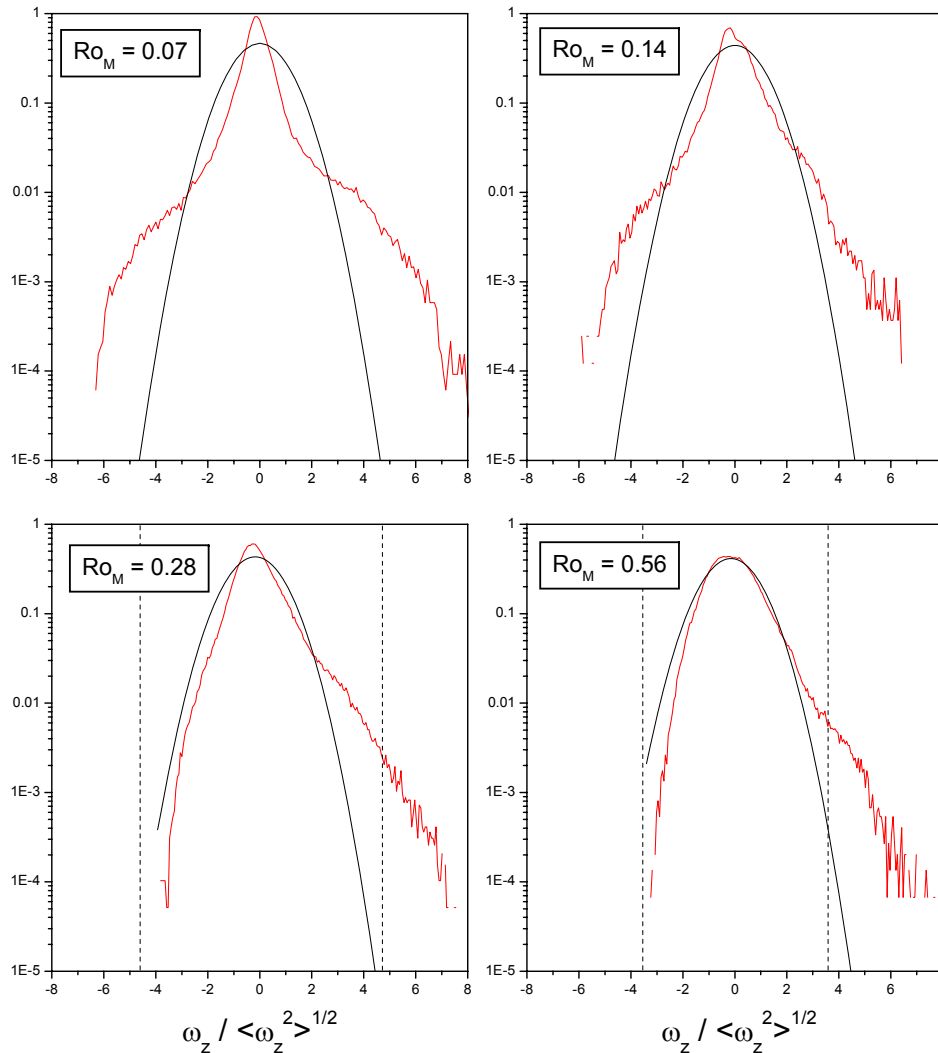 Ro_M = 0.07
1
0.1
0.01
1E-3
1E-4
1E-5
-8 -6 -4 -2 0 2 4 6 8
Ro_M = 0.14
1
0.1
0.01
1E-3
1E-4
1E-5
-8 -6 -4 -2 0 2 4 6 8
Ro_M = 0.28
1
0.1
0.01
1E-3
1E-4
1E-5
-8 -6 -4 -2 0 2 4 6 8
ω_z / <ω_z^2>^1/2
Ro_M = 0.56
1
0.1
0.01
1E-3
1E-4
1E-5
-8 -6 -4 -2 0 2 4 6 8
ω_z / <ω_z^2>^1/2